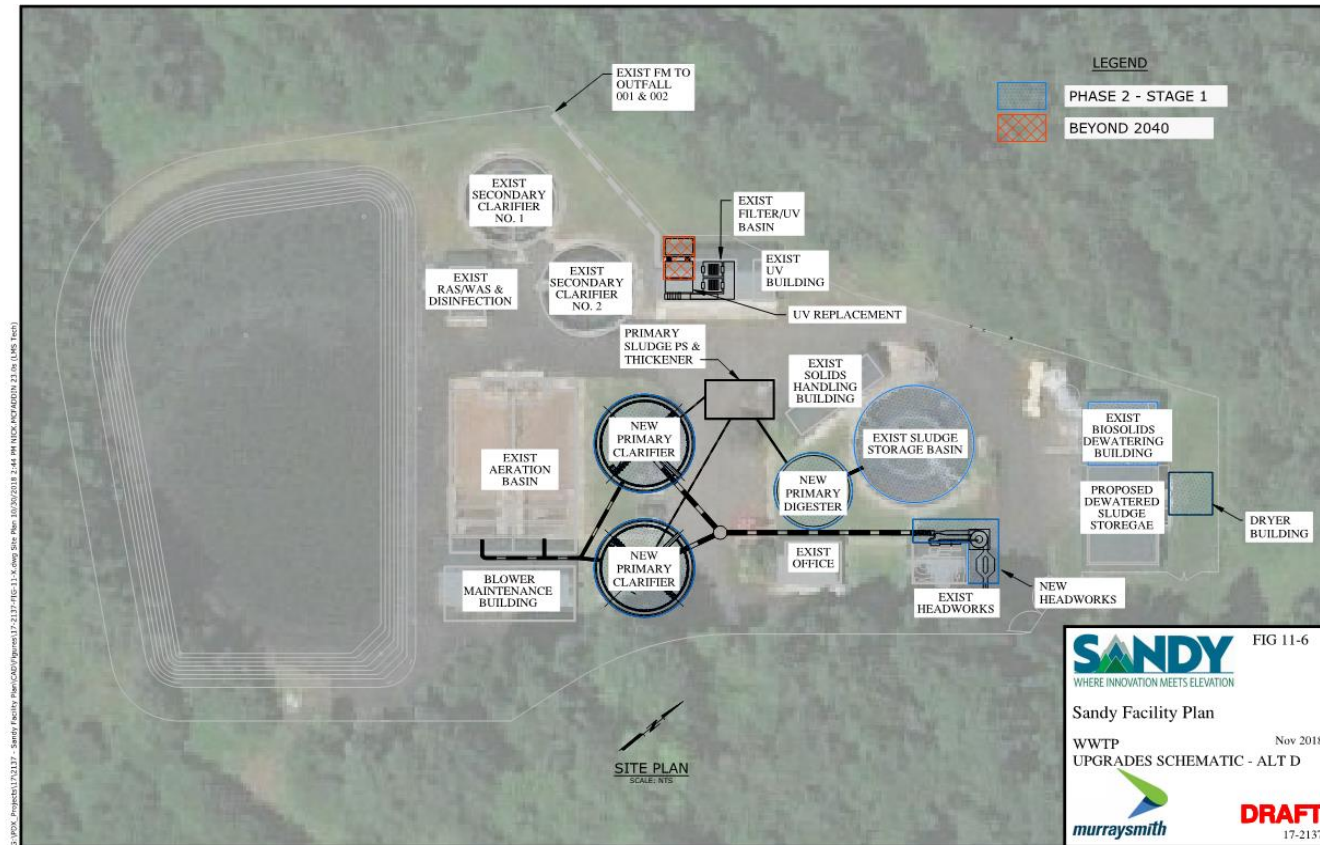 EXIST FM TO
OUTFALL
001 & 002
LEGEND
PHASE 2 - STAGE 1
BEYOND 2040
EXIST
SECONDARY
CLARIFIER
NO. 1
EXIST
FILTER/UV
BASIN
EXIST
UV
BUILDING
EXIST
RAS/WAS &
DISINFECTION
EXIST
SECONDARY
CLARIFIER
NO. 2
UV REPLACEMENT
PRIMARY
SLUDGE PS &
THICKENER
EXIST
SOLIDS
HANDLING
BUILDING
NEW
PRIMARY
CLARIFIER
EXIST SLUDGE
STORAGE BASIN
EXIST
BIOSOLIDS
DEWATERING
BUILDING
EXIST
AERATION
BASIN
NEW
PRIMARY
DIGESTER
PROPOSED
DEWATERED
SLUDGE
STOREGAE
DRYER
BUILDING
NEW
PRIMARY
CLARIFIER
EXIST
OFFICE
BLOWER
MAINTENANCE
BUILDING
EXIST
HEADWORKS
NEW
HEADWORKS
SITE PLAN
SCALE: NTS
SANDY
WHERE INNOVATION MEETS ELEVATION
FIG 11-6
Sandy Facility Plan
WWTP
Nov 2018
UPGRADES SCHEMATIC - ALT D
murraysmith
DRAFT
17-2137